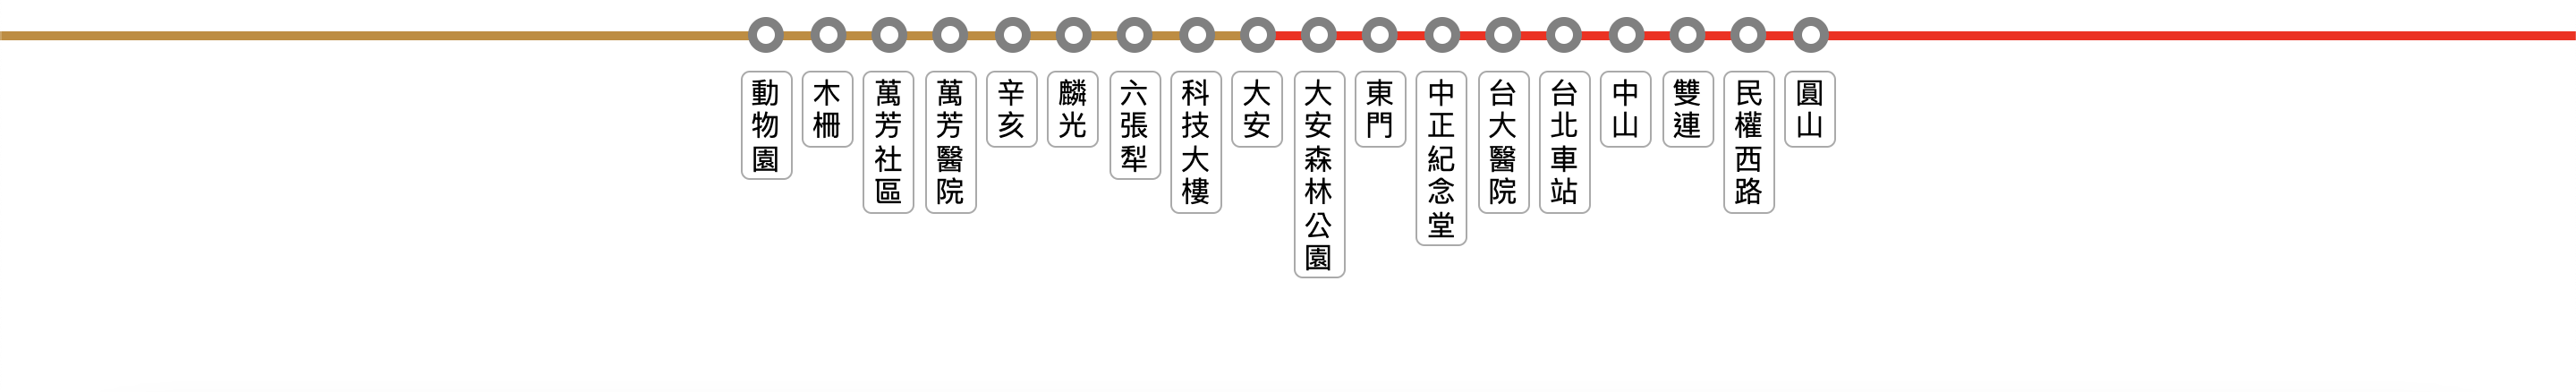 動物園
木柵
萬芳社區
萬芳醫院
辛亥
麟光
六張犁
科技大樓
大安
大安森林公園
東門
中正紀念堂
台大醫院
台北車站
中山
雙連
民權西路
圓山